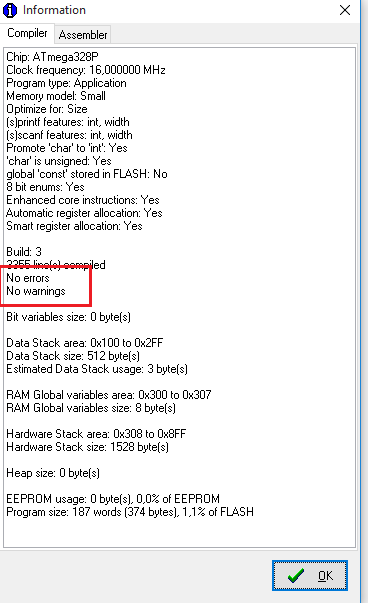 Information
Compiler
Assembler
Chip: ATmega328P
Clock frequency: 16,000000 MHz
Program type: Application
Memory model: Small
Optimize for: Size
(s)printf features: int, width
(s)scanf features: int, width
Promote 'char' to 'int': Yes
'char' is unsigned: Yes
global 'const' stored in FLASH: No
8 bit enums: Yes
Enhanced core instructions: Yes
Automatic register allocation: Yes
Smart register allocation: Yes
Build: 3
3255 line(s) compiled
No errors
No warnings
Bit variables size: 0 byte(s)
Data Stack area: 0x100 to 0x2FF
Data Stack size: 512 byte(s)
Estimated Data Stack usage: 3 byte(s)
RAM Global variables area: 0x300 to 0x307
RAM Global variables size: 8 byte(s)
Hardware Stack area: 0x308 to 0x8FF
Hardware Stack size: 1528 byte(s)
Heap size: 0 byte(s)
EEPROM usage: 0 byte(s), 0,0% of EEPROM
Program size: 187 words (374 bytes), 1,1% of FLASH
OK